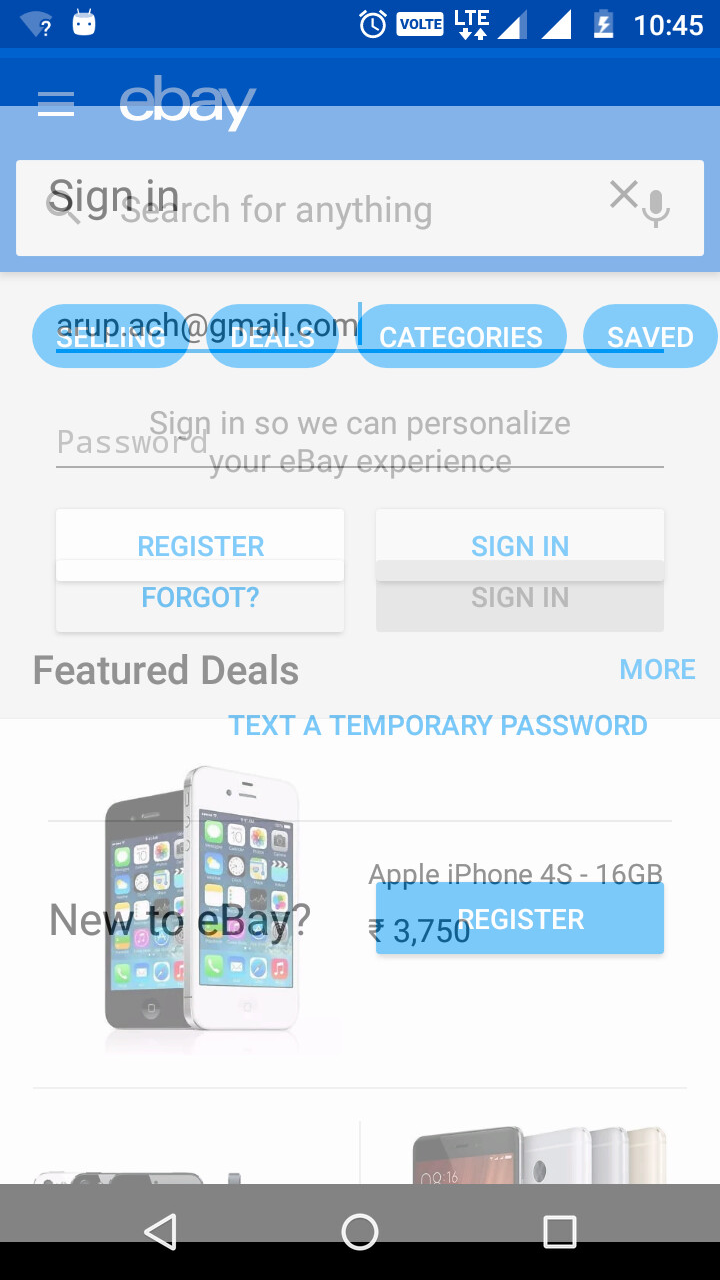 ? VOLTE LTE 10:45
ebay
Sign in
Search for anything
arup.ach@gmail.com
SELLING DEALS CATEGORIES SAVED
Sign in so we can personalize
Password
your eBay experience
REGISTER SIGN IN
FORGOT? SIGN IN
Featured Deals MORE
TEXT A TEMPORARY PASSWORD
Apple iPhone 4S - 16GB
New to eBay? REGISTER
₹ 3,750
08:16